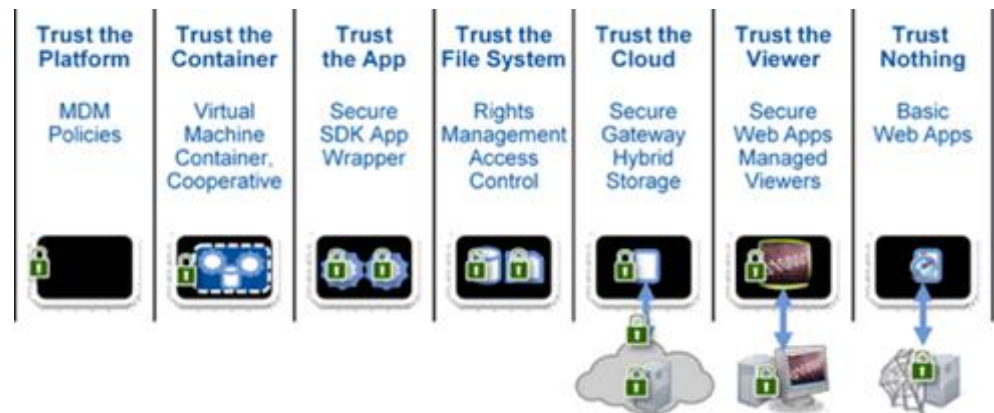 Trust the
Platform
MDM
Policies
Trust the
Container
Virtual
Machine
Container,
Cooperative
Trust
the App
Secure
SDK App
Wrapper
Trust the
File System
Rights
Management
Access
Control
Trust the
Cloud
Secure
Gateway
Hybrid
Storage
Trust the
Viewer
Secure
Web Apps
Managed
Viewers
Trust
Nothing
Basic
Web Apps